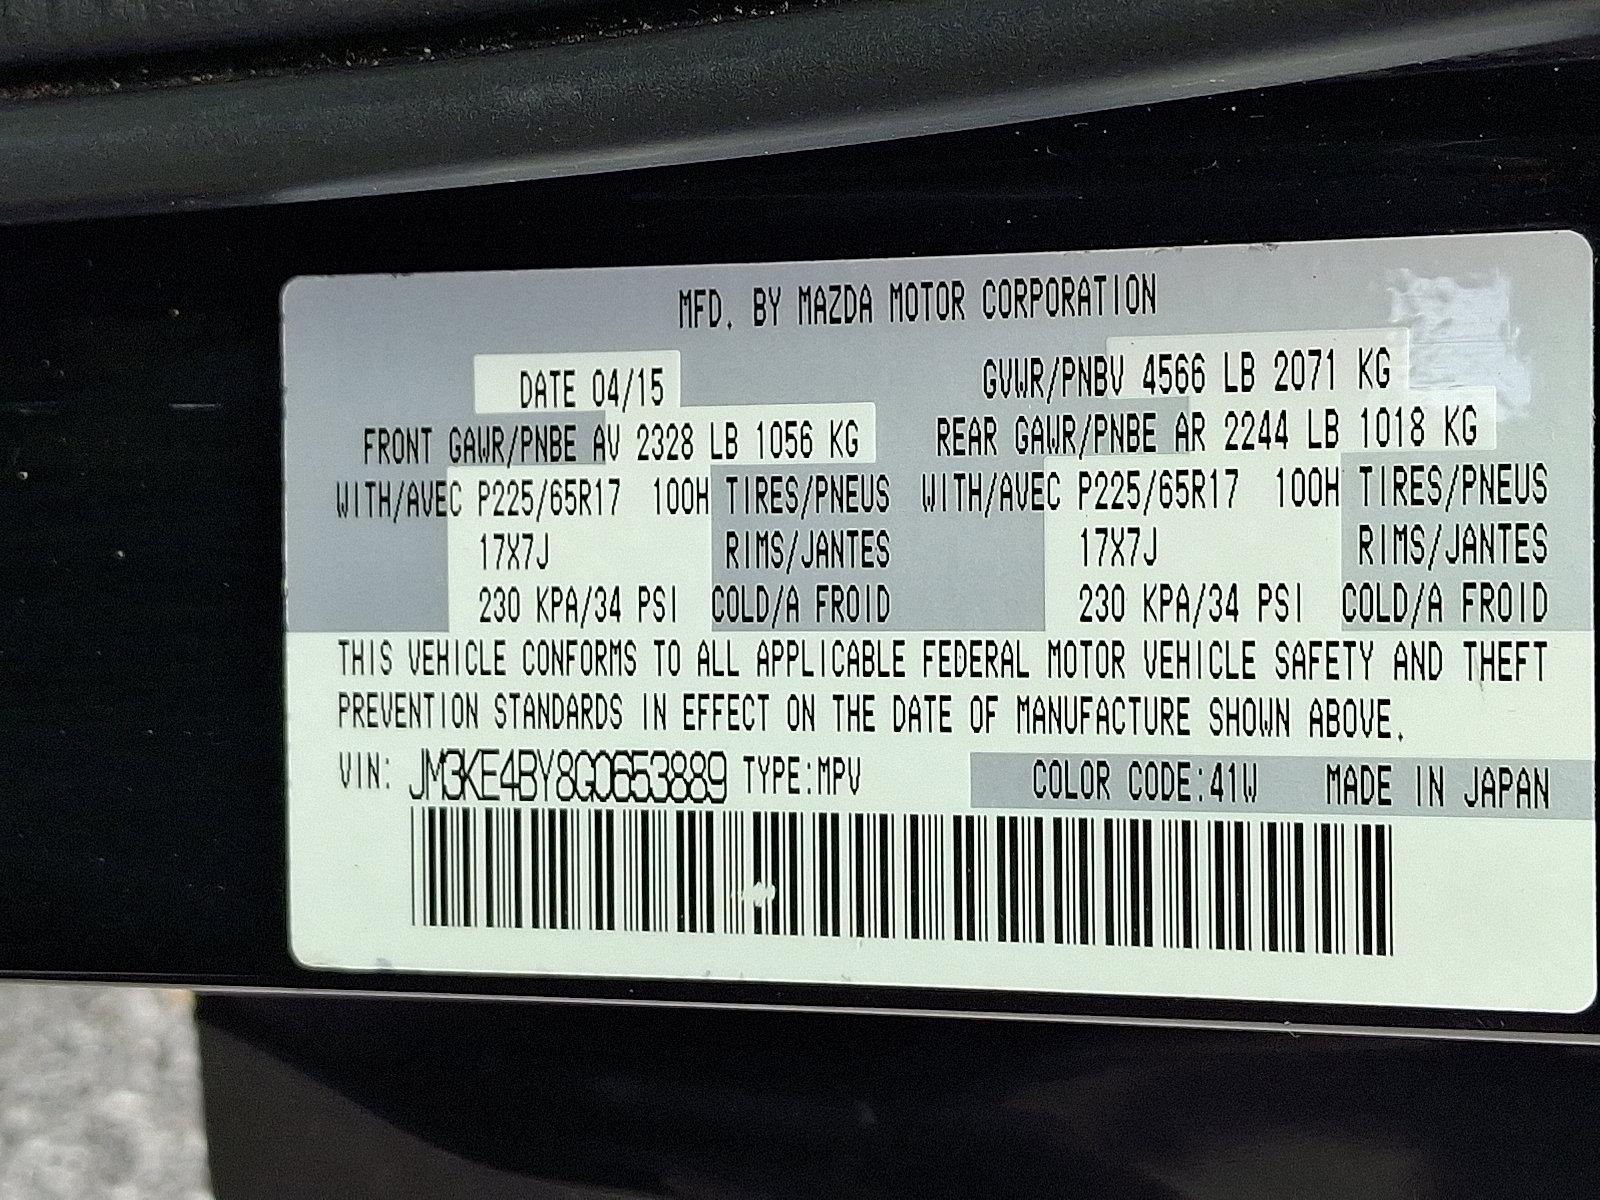 MFD. BY MAZDA MOTOR CORPORATION
DATE 04/15 GVWR/PNBV 4566 LB 2071 KG
FRONT GAWR/PNBE AV 2328 LB 1056 KG REAR GAWR/PNBE AR 2244 LB 1018 KG
WITH/AVEC P225/65R17 100H TIRES/PNEUS WITH/AVEC P225/65R17 100H TIRES/PNEUS
17X7J RIMS/JANTES 17X7J RIMS/JANTES
230 KPA/34 PSI COLD/A FROID 230 KPA/34 PSI COLD/A FROID
THIS VEHICLE CONFORMS TO ALL APPLICABLE FEDERAL MOTOR VEHICLE SAFETY AND THEFT
PREVENTION STANDARDS IN EFFECT ON THE DATE OF MANUFACTURE SHOWN ABOVE.
VIN: JM3KE4BY8G0653889 TYPE:MPV COLOR CODE:41W MADE IN JAPAN